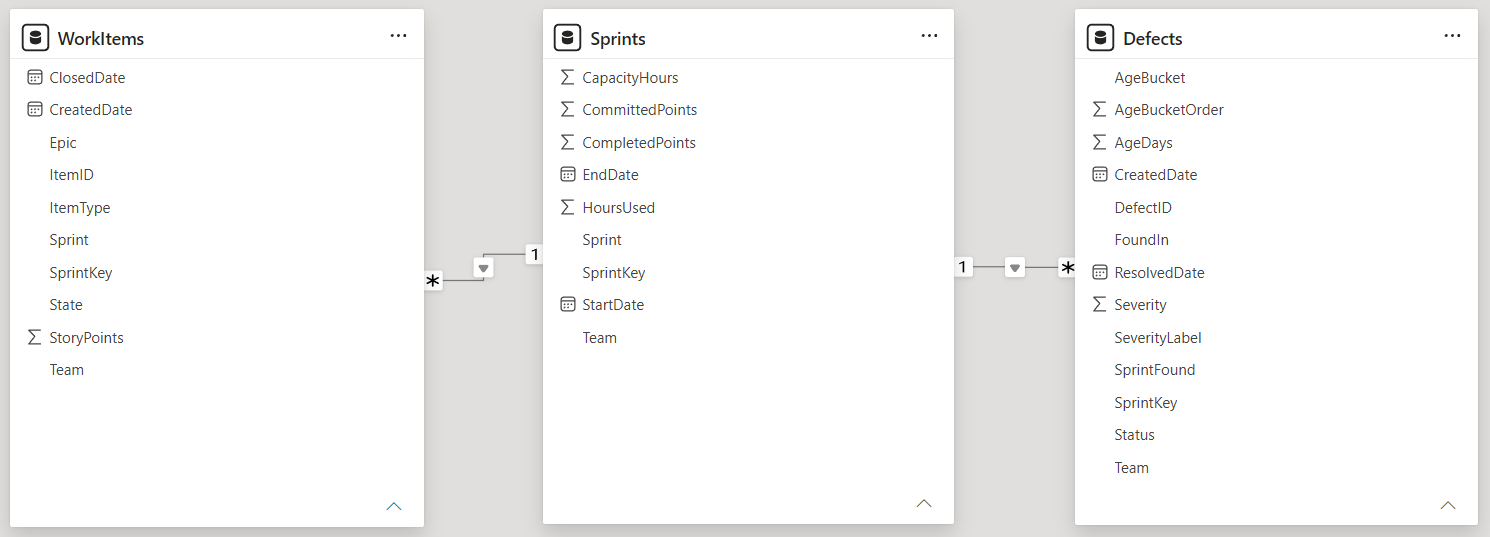 WorkItems
ClosedDate
CreatedDate
Epic
ItemID
ItemType
Sprint
SprintKey
State
StoryPoints
Team
*
1
Sprints
CapacityHours
CommittedPoints
CompletedPoints
EndDate
HoursUsed
Sprint
SprintKey
StartDate
Team
1
*
Defects
AgeBucket
AgeBucketOrder
AgeDays
CreatedDate
DefectID
FoundIn
ResolvedDate
Severity
SeverityLabel
SprintFound
SprintKey
Status
Team